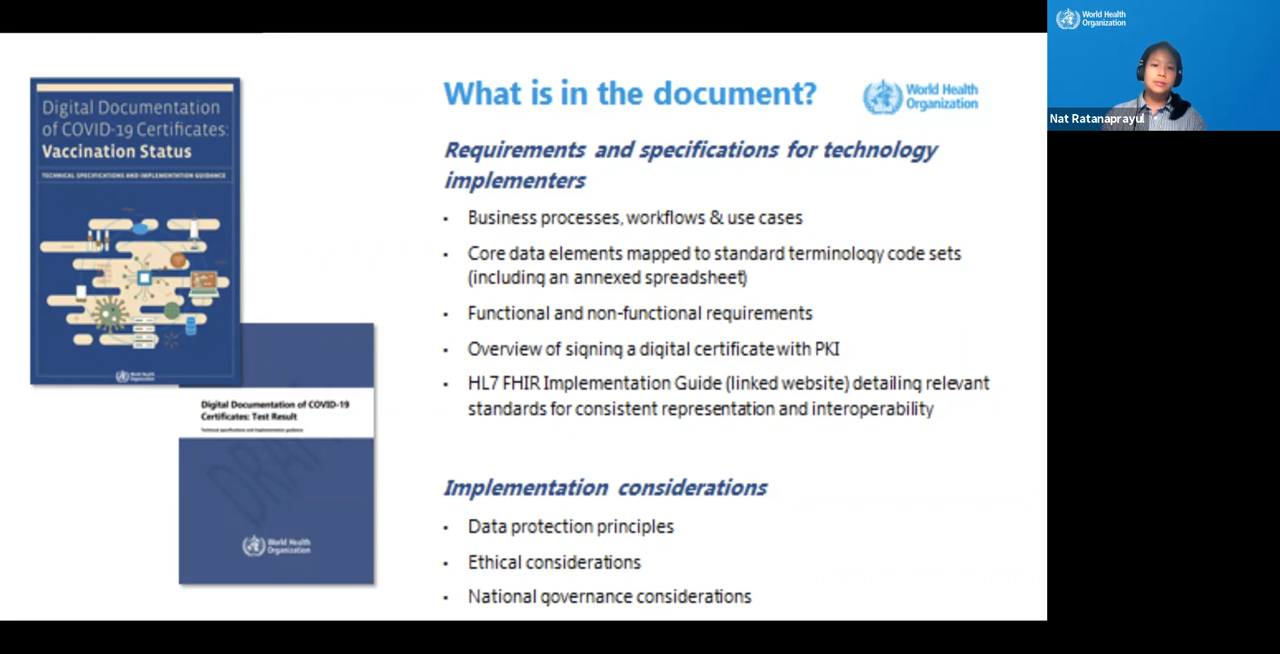 Digital Documentation
of COVID-19 Certificates:
Vaccination Status
TECHNICAL SPECIFICATIONS AND IMPLEMENTATION GUIDANCE
World Health
Organization
Digital Documentation of COVID-19
Certificates: Test Result
Technical specifications and implementation guidance
DRAFT
World Health
Organization
What is in the document?
World Health
Organization
Requirements and specifications for technology
implementers
• Business processes, workflows & use cases
• Core data elements mapped to standard terminology code sets
(including an annexed spreadsheet)
• Functional and non-functional requirements
• Overview of signing a digital certificate with PKI
• HL7 FHIR Implementation Guide (linked website) detailing relevant
standards for consistent representation and interoperability
Implementation considerations
• Data protection principles
• Ethical considerations
• National governance considerations
World Health
Organization
Nat Ratanaprayul